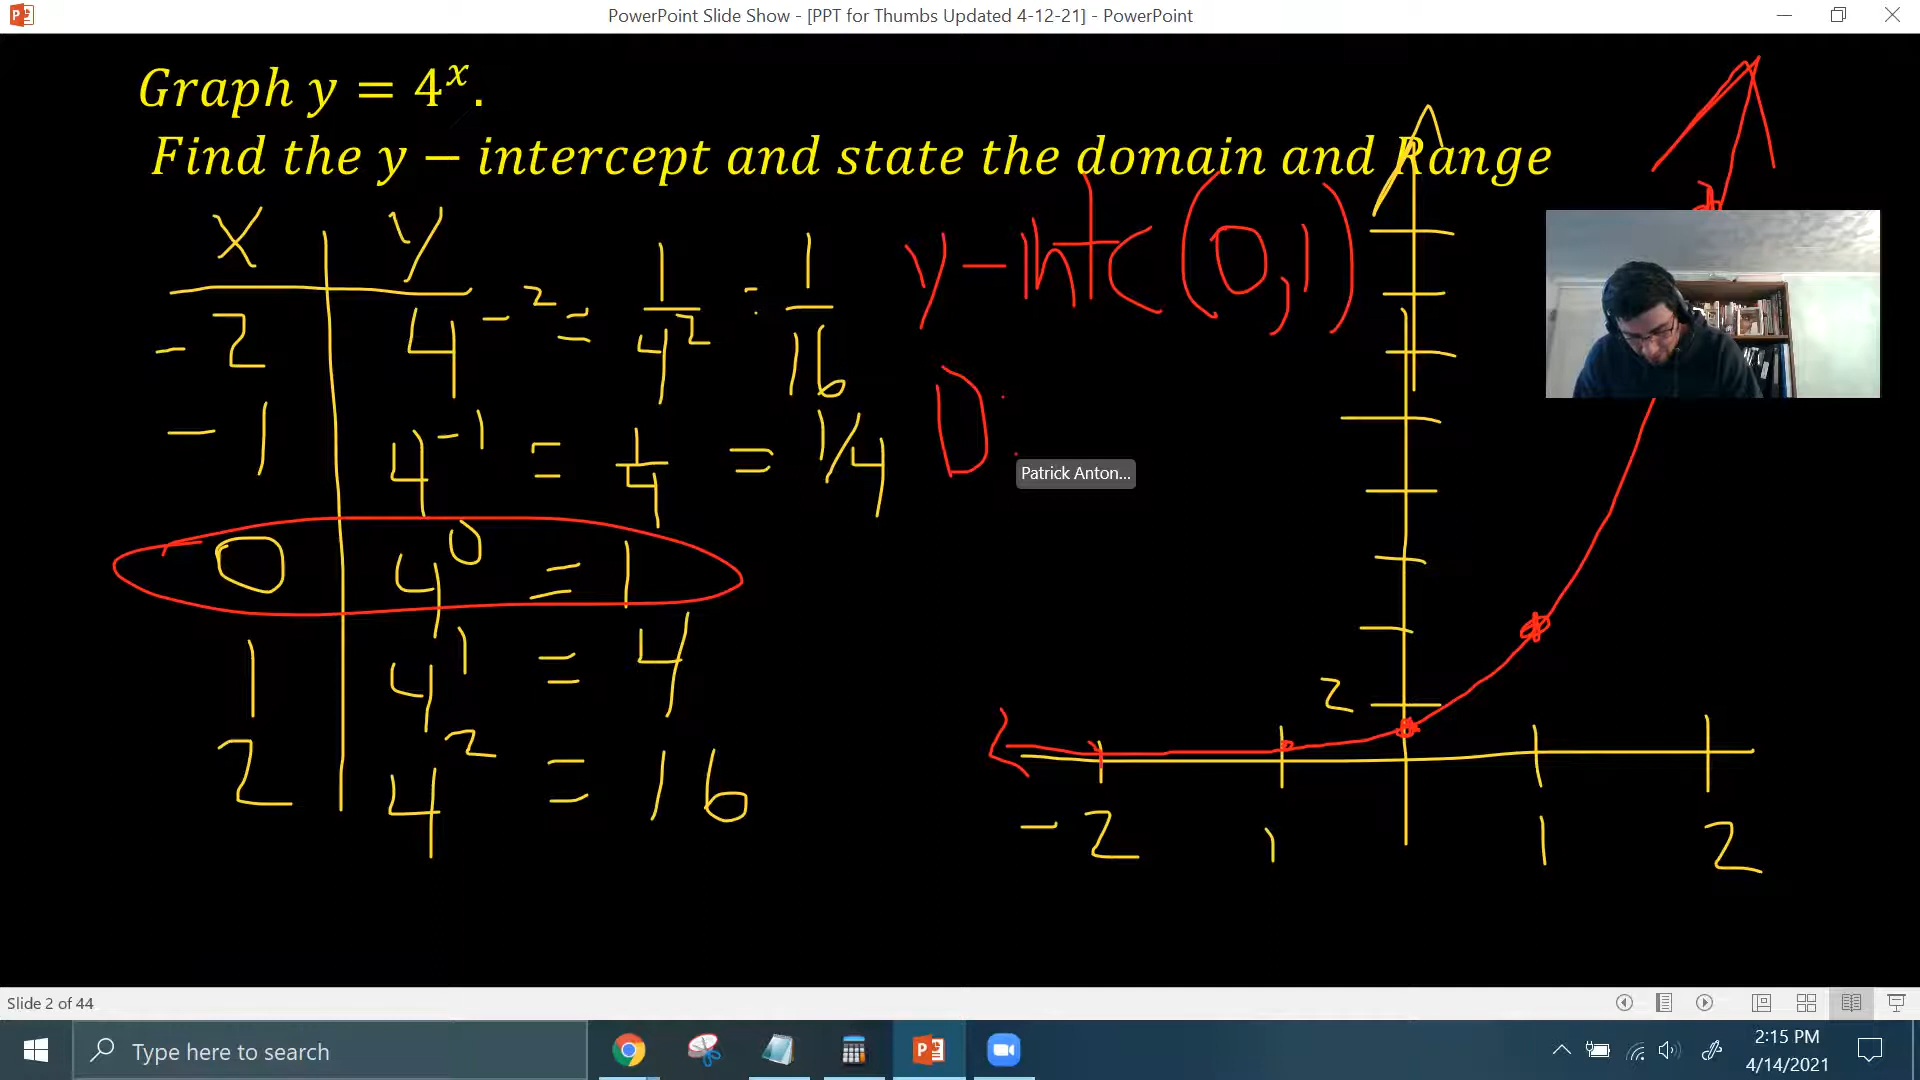 PowerPoint Slide Show - [PPT for Thumbs Updated 4-12-21] - PowerPoint
Graph y = 4^x.
Find the y − intercept and state the domain and Range
x y
-2 4^-2 = 1/4^2 = 1/16
-1 4^-1 = 1/4 = 1/4
0 4^0 = 1
1 4^1 = 4
2 4^2 = 16
y-intc (0,1)
D:
Patrick Anton...
2
-2 1 1 2
Slide 2 of 44
Type here to search
2:15 PM
4/14/2021